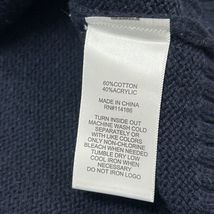 60%COTTON
40%ACRYLIC
MADE IN CHINA
RN#114186
TURN INSIDE OUT
MACHINE WASH COLD
SEPARATELY OR WITH
LIKE COLORS
ONLY NON-CHLORINE
BLEACH WHEN NEEDED
TUMBLE DRY LOW
COOL IRON WHEN
NECESSARY
DO NOT IRON LOGO